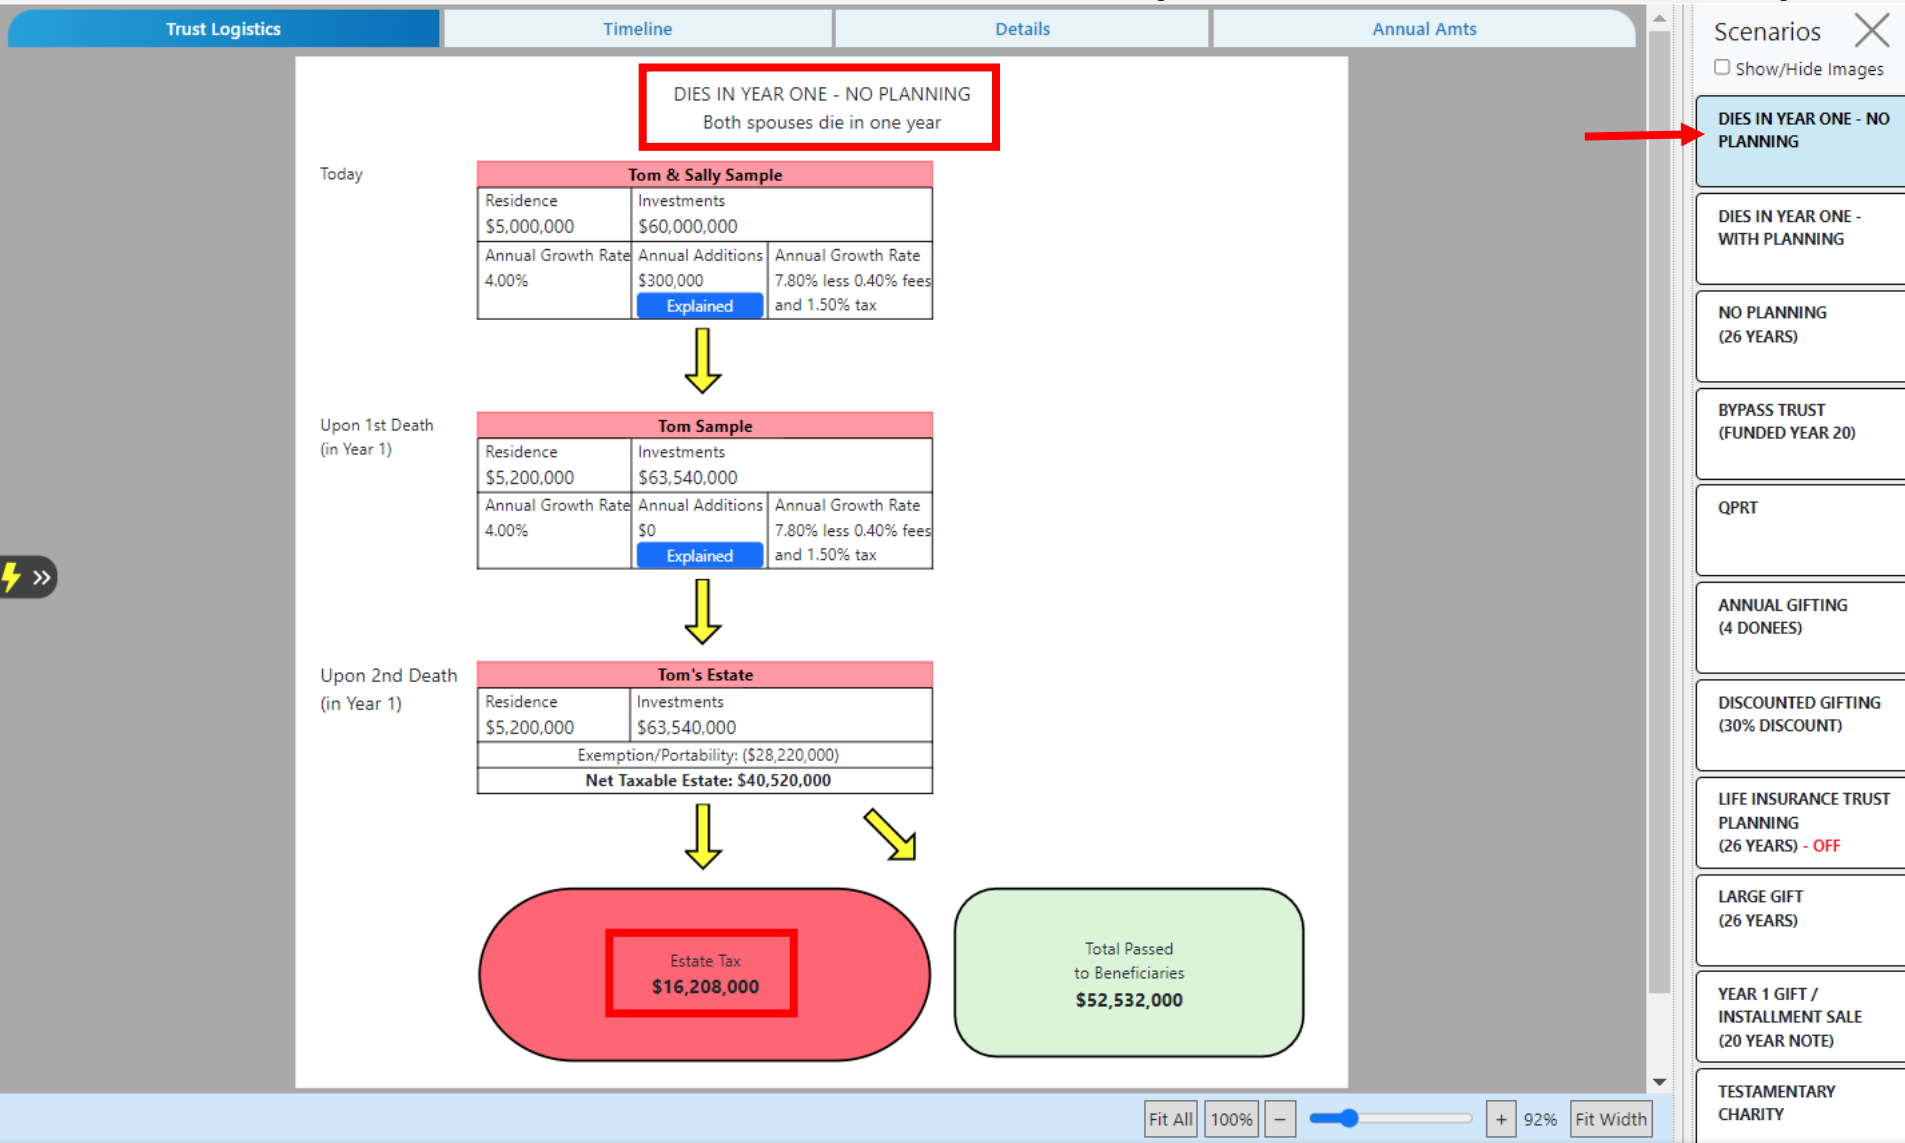 Trust Logistics
Timeline
Details
Annual Amts
DIES IN YEAR ONE - NO PLANNING
Both spouses die in one year
Today
Tom & Sally Sample
Residence
$5,000,000
Investments
$60,000,000
Annual Growth Rate
4.00%
Annual Additions
$300,000
Explained
Annual Growth Rate
7.80% less 0.40% fees
and 1.50% tax
Upon 1st Death
(in Year 1)
Tom Sample
Residence
$5,200,000
Investments
$63,540,000
Annual Growth Rate
4.00%
Annual Additions
$0
Explained
Annual Growth Rate
7.80% less 0.40% fees
and 1.50% tax
Upon 2nd Death
(in Year 1)
Tom's Estate
Residence
$5,200,000
Investments
$63,540,000
Exemption/Portability: ($28,220,000)
Net Taxable Estate: $40,520,000
Estate Tax
$16,208,000
Total Passed
to Beneficiaries
$52,532,000
Fit All
100%
−
+
92%
Fit Width
Scenarios
Show/Hide Images
DIES IN YEAR ONE - NO
PLANNING
DIES IN YEAR ONE -
WITH PLANNING
NO PLANNING
(26 YEARS)
BYPASS TRUST
(FUNDED YEAR 20)
QPRT
ANNUAL GIFTING
(4 DONEES)
DISCOUNTED GIFTING
(30% DISCOUNT)
LIFE INSURANCE TRUST
PLANNING
(26 YEARS) - OFF
LARGE GIFT
(26 YEARS)
YEAR 1 GIFT /
INSTALLMENT SALE
(20 YEAR NOTE)
TESTAMENTARY
CHARITY